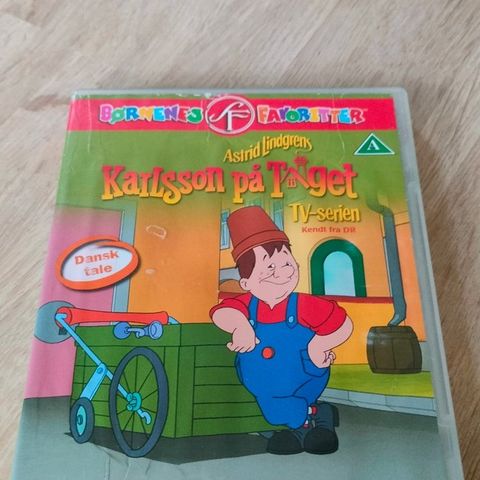 BØRNENES SF FAVORITTER
A
Astrid Lindgrens
Karlsson på Taget
TV-serien
Kendt fra DR
Dansk
tale